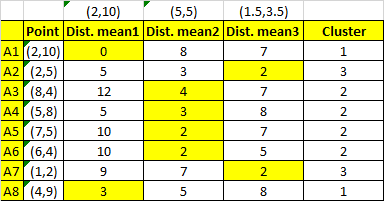 (2,10) (5,5) (1.5,3.5)
Point Dist. mean1 Dist. mean2 Dist. mean3 Cluster
A1 (2,10) 0 8 7 1
A2 (2,5) 5 3 2 3
A3 (8,4) 12 4 7 2
A4 (5,8) 5 3 8 2
A5 (7,5) 10 2 7 2
A6 (6,4) 10 2 5 2
A7 (1,2) 9 7 2 3
A8 (4,9) 3 5 8 1